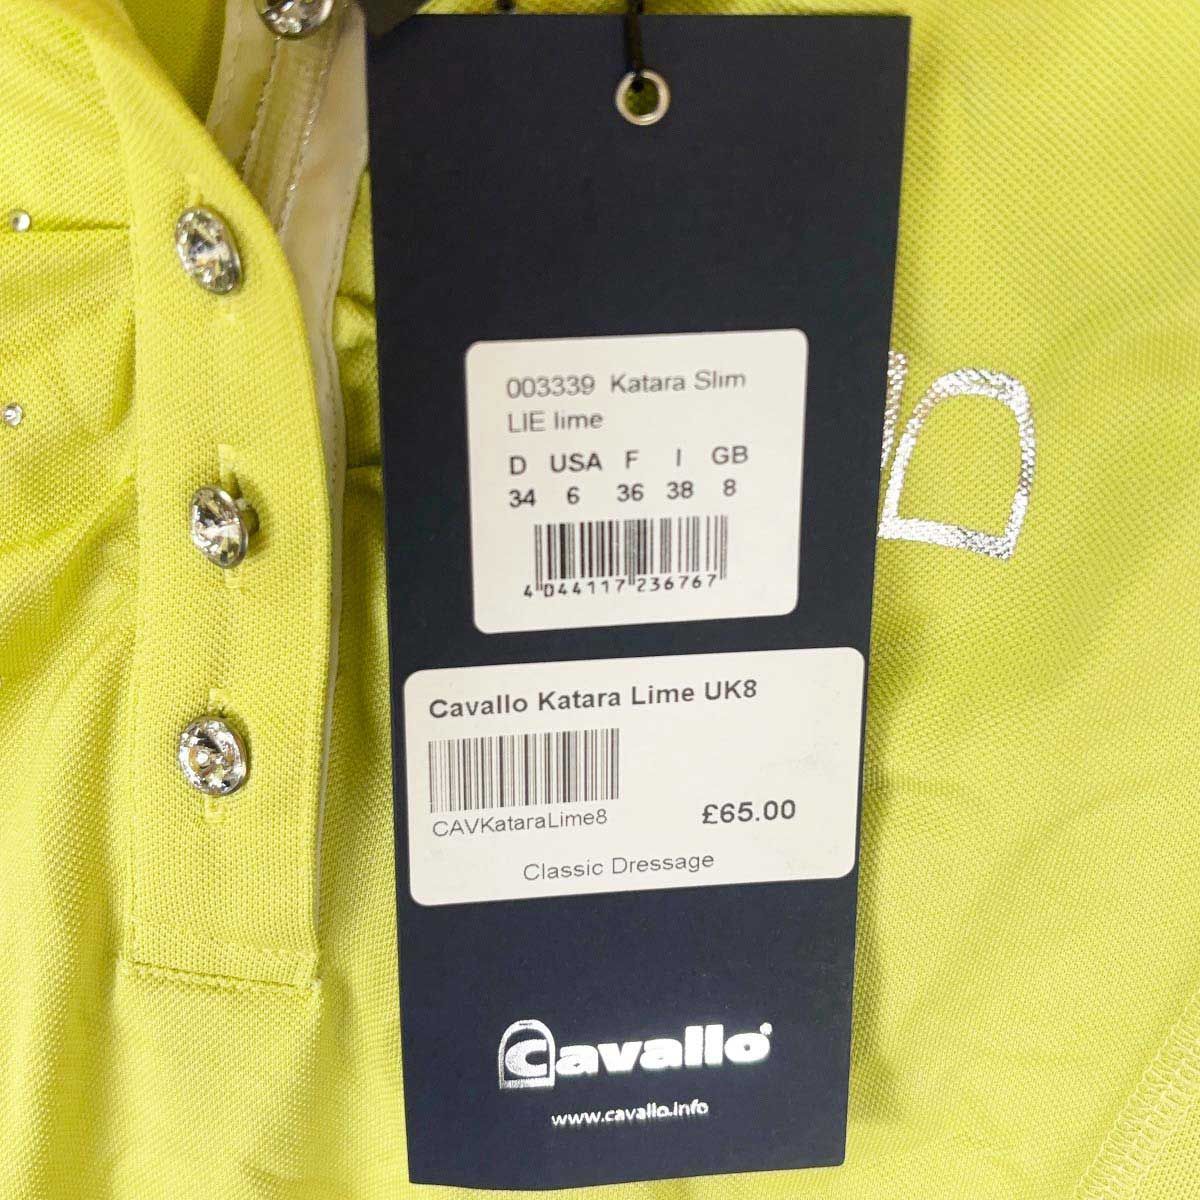 003339 Katara Slim
LIE lime
D USA F I GB
34 6 36 38 8
4 044117 236767
Cavallo Katara Lime UK8
CAVKataraLime8
£65.00
Classic Dressage
Cavallo®
www.cavallo.info